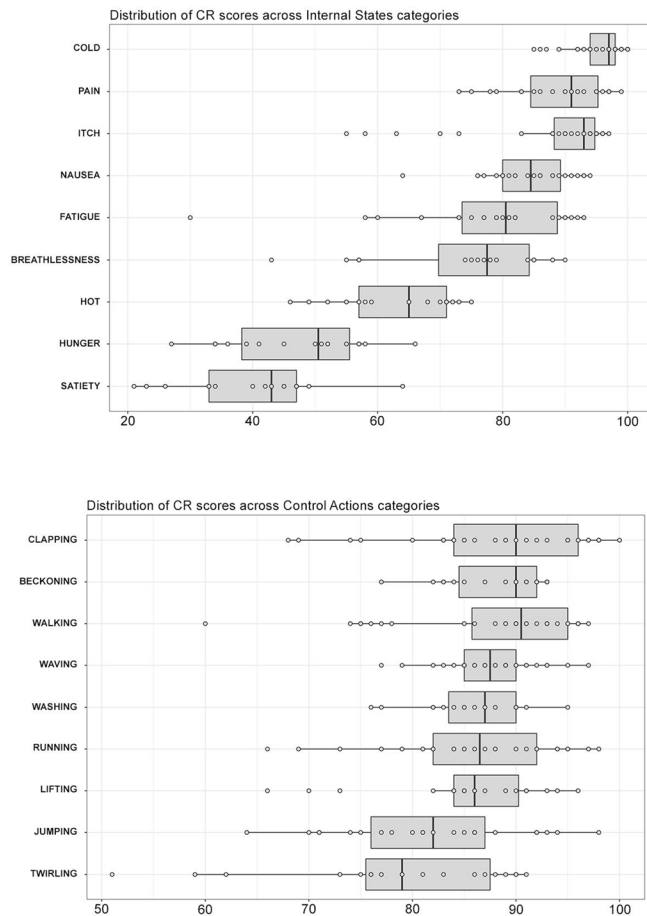 Distribution of CR scores across Internal States categories
COLD
PAIN
ITCH
NAUSEA
FATIGUE
BREATHLESSNESS
HOT
HUNGER
SATIETY
20 40 60 80 100
Distribution of CR scores across Control Actions categories
CLAPPING
BECKONING
WALKING
WAVING
WASHING
RUNNING
LIFTING
JUMPING
TWIRLING
50 60 70 80 90 100